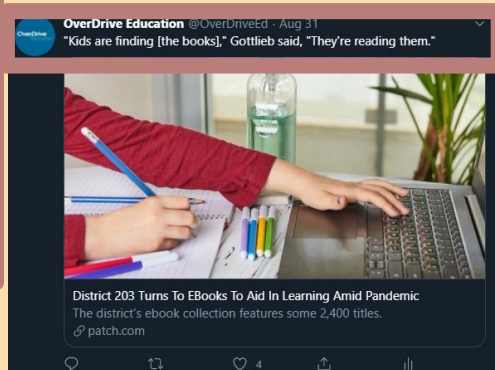 OverDrive Education @OverDriveEd · Aug 31
"Kids are finding [the books]," Gottlieb said, "They're reading them."
District 203 Turns To EBooks To Aid In Learning Amid Pandemic
The district's ebook collection features some 2,400 titles.
patch.com
4